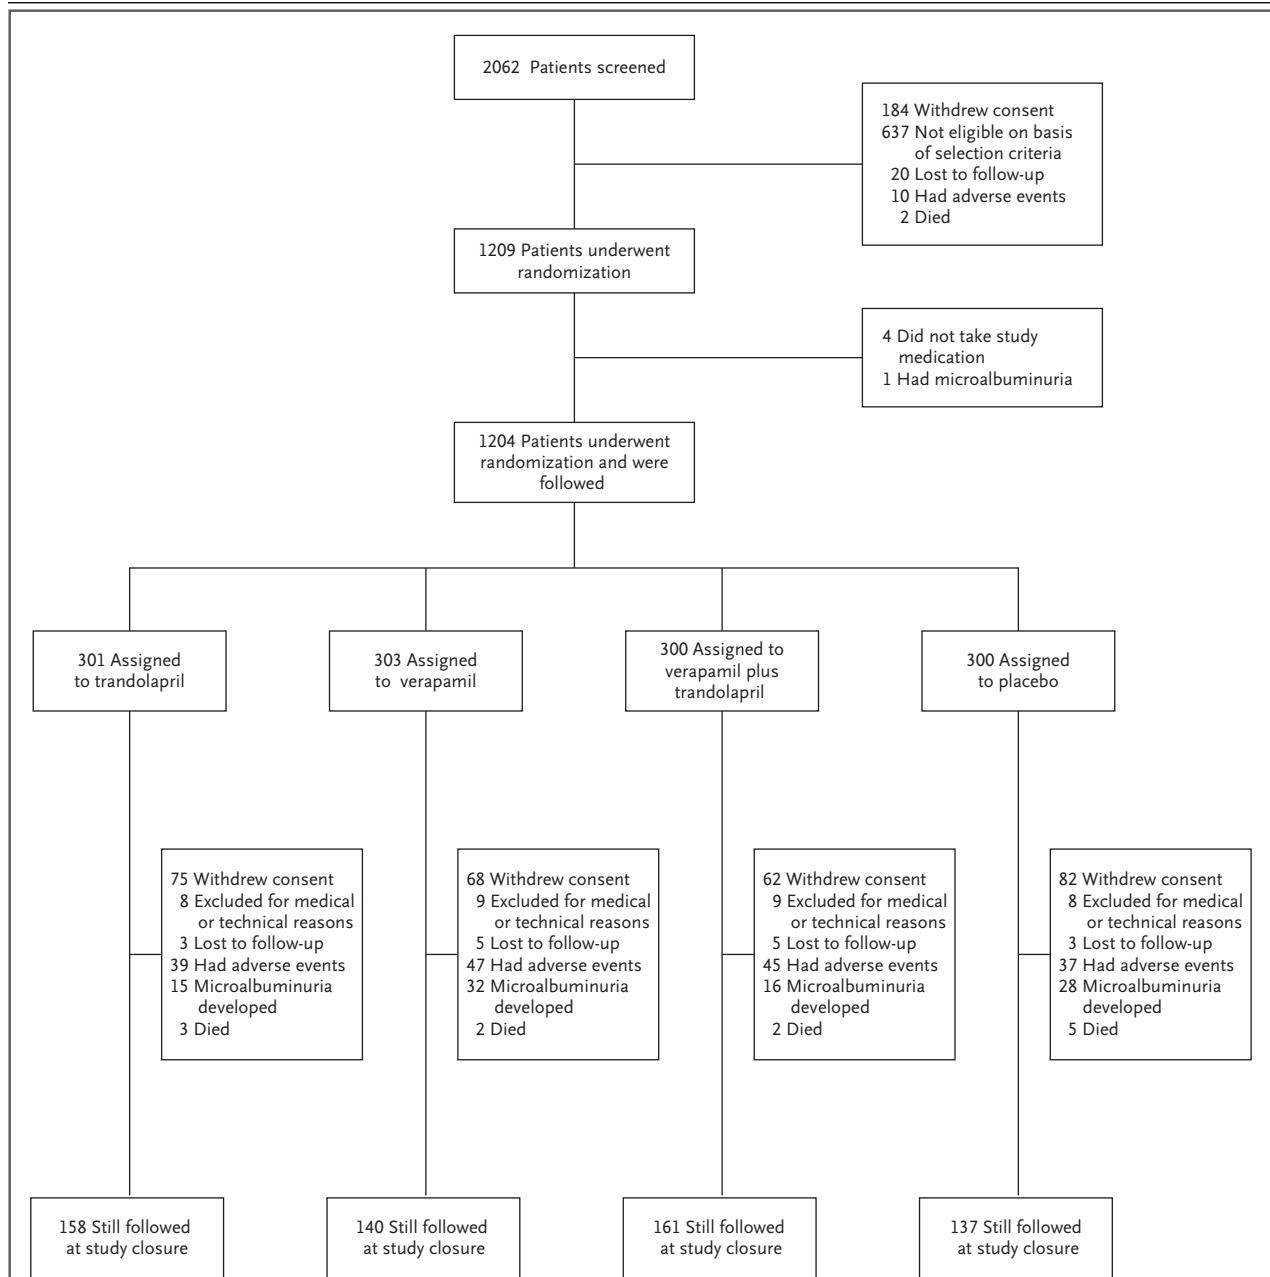 2062 Patients screened
184 Withdrew consent
637 Not eligible on basis
of selection criteria
20 Lost to follow-up
10 Had adverse events
2 Died
1209 Patients underwent
randomization
4 Did not take study
medication
1 Had microalbuminuria
1204 Patients underwent
randomization and were
followed
301 Assigned
to trandolapril
303 Assigned
to verapamil
300 Assigned to
verapamil plus
trandolapril
300 Assigned
to placebo
75 Withdrew consent
8 Excluded for medical
or technical reasons
3 Lost to follow-up
39 Had adverse events
15 Microalbuminuria
developed
3 Died
68 Withdrew consent
9 Excluded for medical
or technical reasons
5 Lost to follow-up
47 Had adverse events
32 Microalbuminuria
developed
2 Died
62 Withdrew consent
9 Excluded for medical
or technical reasons
5 Lost to follow-up
45 Had adverse events
16 Microalbuminuria
developed
2 Died
82 Withdrew consent
8 Excluded for medical
or technical reasons
3 Lost to follow-up
37 Had adverse events
28 Microalbuminuria
developed
5 Died
158 Still followed
at study closure
140 Still followed
at study closure
161 Still followed
at study closure
137 Still followed
at study closure